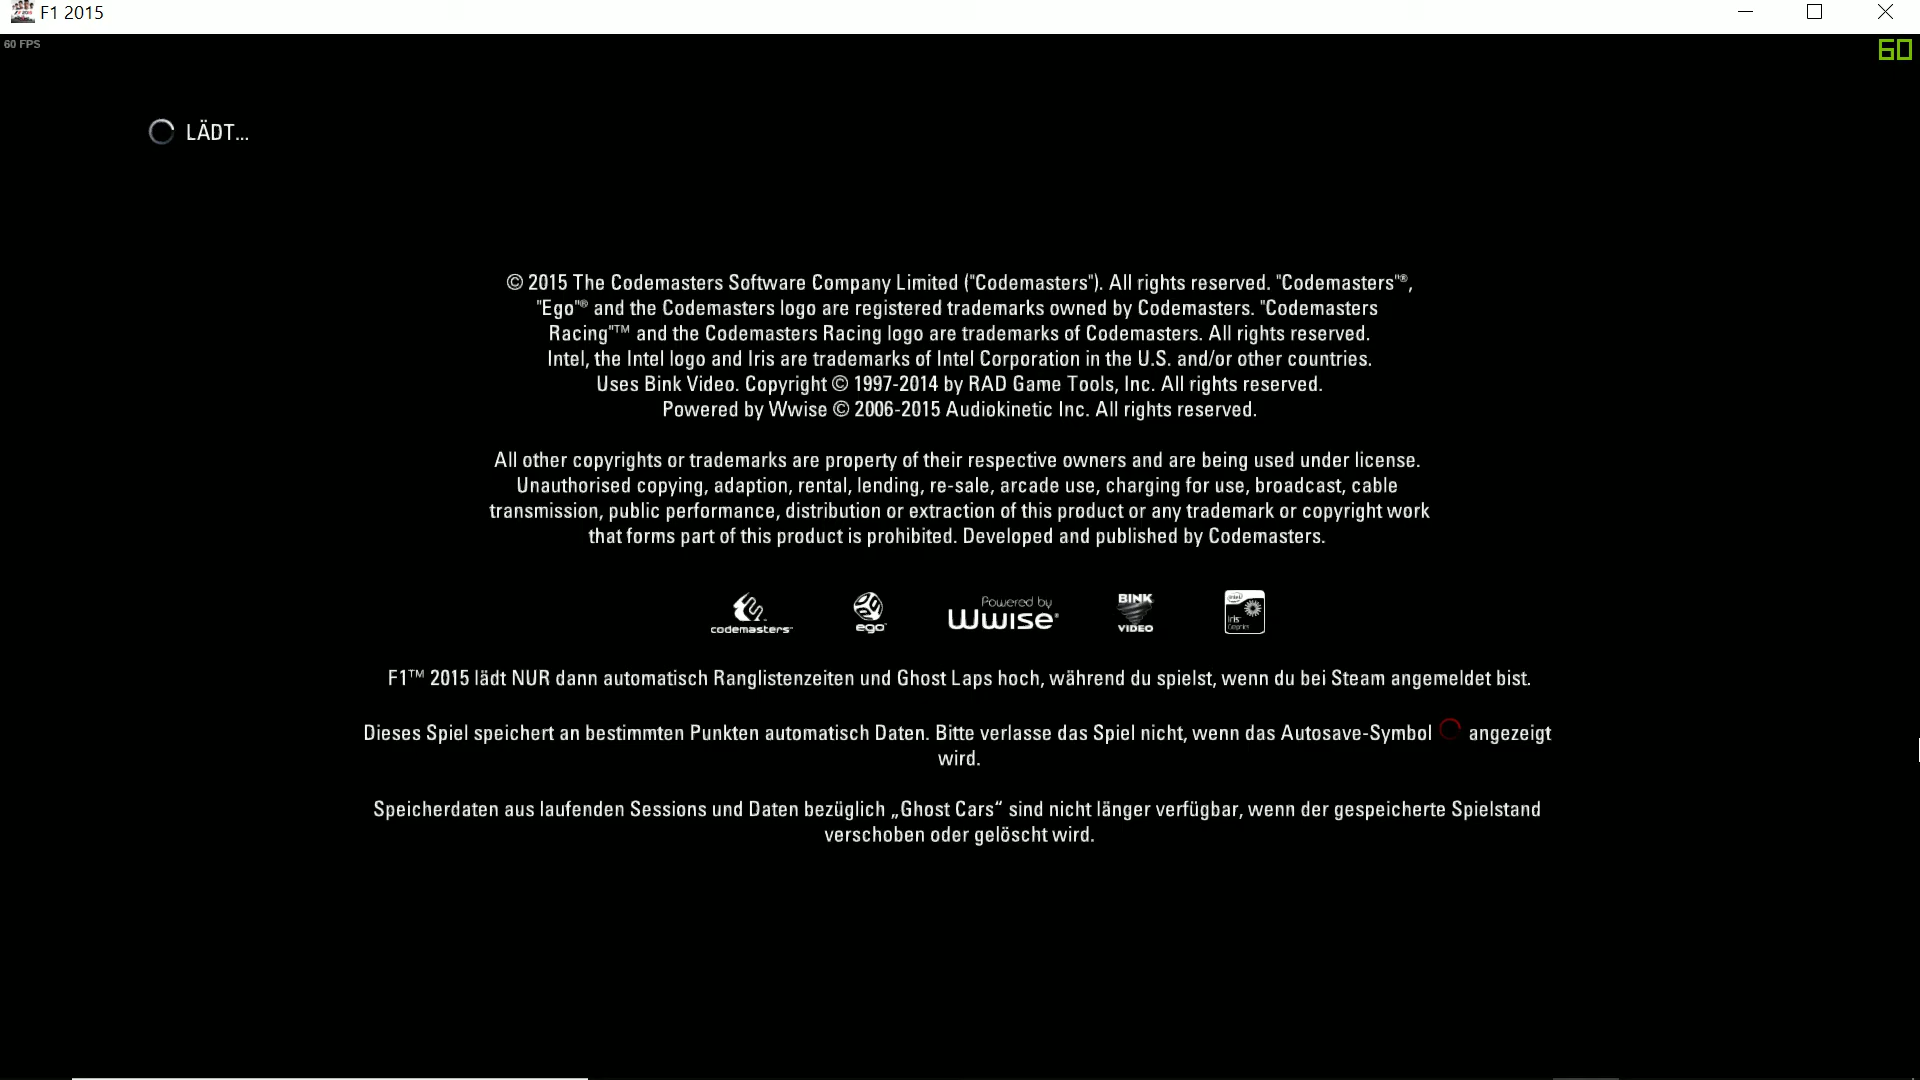 F1 2015
60 FPS
60
LÄDT...
© 2015 The Codemasters Software Company Limited ("Codemasters"). All rights reserved. "Codemasters"®,
"Ego"® and the Codemasters logo are registered trademarks owned by Codemasters. "Codemasters
Racing"™ and the Codemasters Racing logo are trademarks of Codemasters. All rights reserved.
Intel, the Intel logo and Iris are trademarks of Intel Corporation in the U.S. and/or other countries.
Uses Bink Video. Copyright © 1997-2014 by RAD Game Tools, Inc. All rights reserved.
Powered by Wwise © 2006-2015 Audiokinetic Inc. All rights reserved.
All other copyrights or trademarks are property of their respective owners and are being used under license.
Unauthorised copying, adaption, rental, lending, re-sale, arcade use, charging for use, broadcast, cable
transmission, public performance, distribution or extraction of this product or any trademark or copyright work
that forms part of this product is prohibited. Developed and published by Codemasters.
codemasters™
ego™
Powered by
Wwise®
BINK
VIDEO
intel
Iris™
Graphics
F1™ 2015 lädt NUR dann automatisch Ranglistenzeiten und Ghost Laps hoch, während du spielst, wenn du bei Steam angemeldet bist.
Dieses Spiel speichert an bestimmten Punkten automatisch Daten. Bitte verlasse das Spiel nicht, wenn das Autosave-Symbol angezeigt
wird.
Speicherdaten aus laufenden Sessions und Daten bezüglich „Ghost Cars“ sind nicht länger verfügbar, wenn der gespeicherte Spielstand
verschoben oder gelöscht wird.